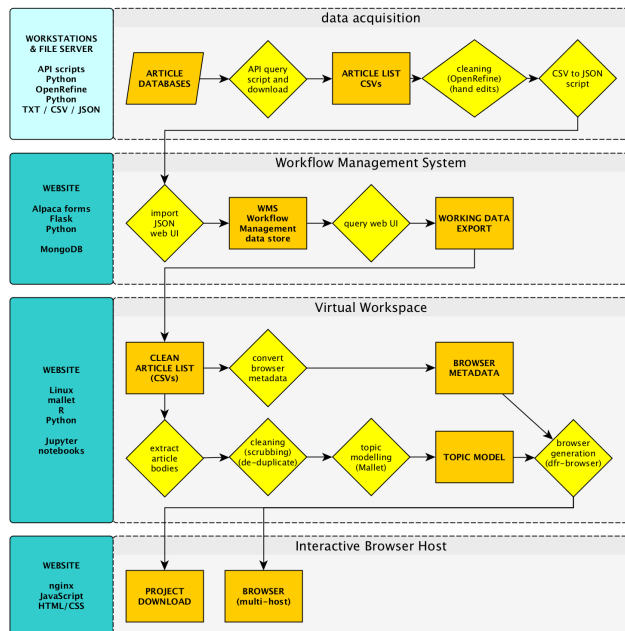 WORKSTATIONS
& FILE SERVER
API scripts
Python
OpenRefine
Python
TXT / CSV / JSON
data acquisition
ARTICLE
DATABASES
API query
script and
download
ARTICLE LIST
CSVs
cleaning
(OpenRefine)
(hand edits)
CSV to JSON
script
WEBSITE
Alpaca forms
Flask
Python
MongoDB
Workflow Management System
import
JSON
web UI
WMS
Workflow
Management
data store
query web UI
WORKING DATA
EXPORT
WEBSITE
Linux
mallet
R
Python
Jupyter
notebooks
Virtual Workspace
CLEAN
ARTICLE LIST
(CSVs)
convert
browser
metadata
BROWSER
METADATA
extract
article
bodies
cleaning
(scrubbing)
(de-duplicate)
topic
modelling
(Mallet)
TOPIC MODEL
browser
generation
(dfr-browser)
WEBSITE
nginx
JavaScript
HTML/CSS
Interactive Browser Host
PROJECT
DOWNLOAD
BROWSER
(multi-host)